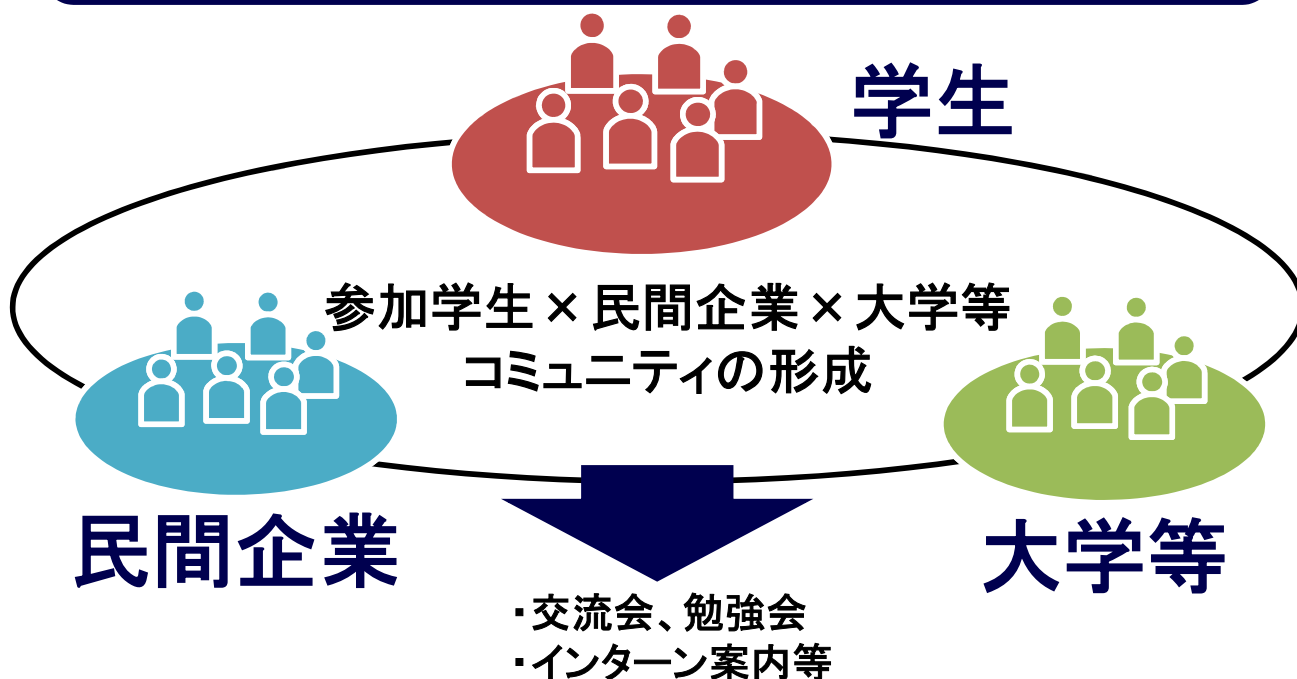 学生
参加学生×民間企業×大学等
コミュニティの形成
民間企業
大学等
・交流会、勉強会
・インターン案内等